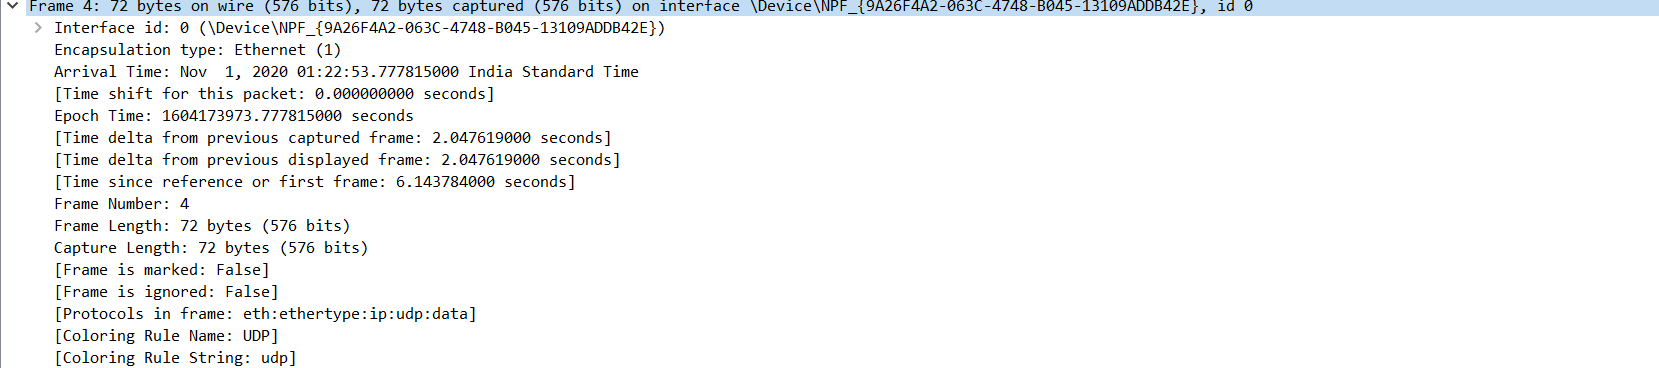 Frame 4: 72 bytes on wire (576 bits), 72 bytes captured (576 bits) on interface \Device\NPF_{9A26F4A2-063C-4748-B045-13109ADDB42E}, id 0
Interface id: 0 (\Device\NPF_{9A26F4A2-063C-4748-B045-13109ADDB42E})
Encapsulation type: Ethernet (1)
Arrival Time: Nov  1, 2020 01:22:53.777815000 India Standard Time
[Time shift for this packet: 0.000000000 seconds]
Epoch Time: 1604173973.777815000 seconds
[Time delta from previous captured frame: 2.047619000 seconds]
[Time delta from previous displayed frame: 2.047619000 seconds]
[Time since reference or first frame: 6.143784000 seconds]
Frame Number: 4
Frame Length: 72 bytes (576 bits)
Capture Length: 72 bytes (576 bits)
[Frame is marked: False]
[Frame is ignored: False]
[Protocols in frame: eth:ethertype:ip:udp:data]
[Coloring Rule Name: UDP]
[Coloring Rule String: udp]